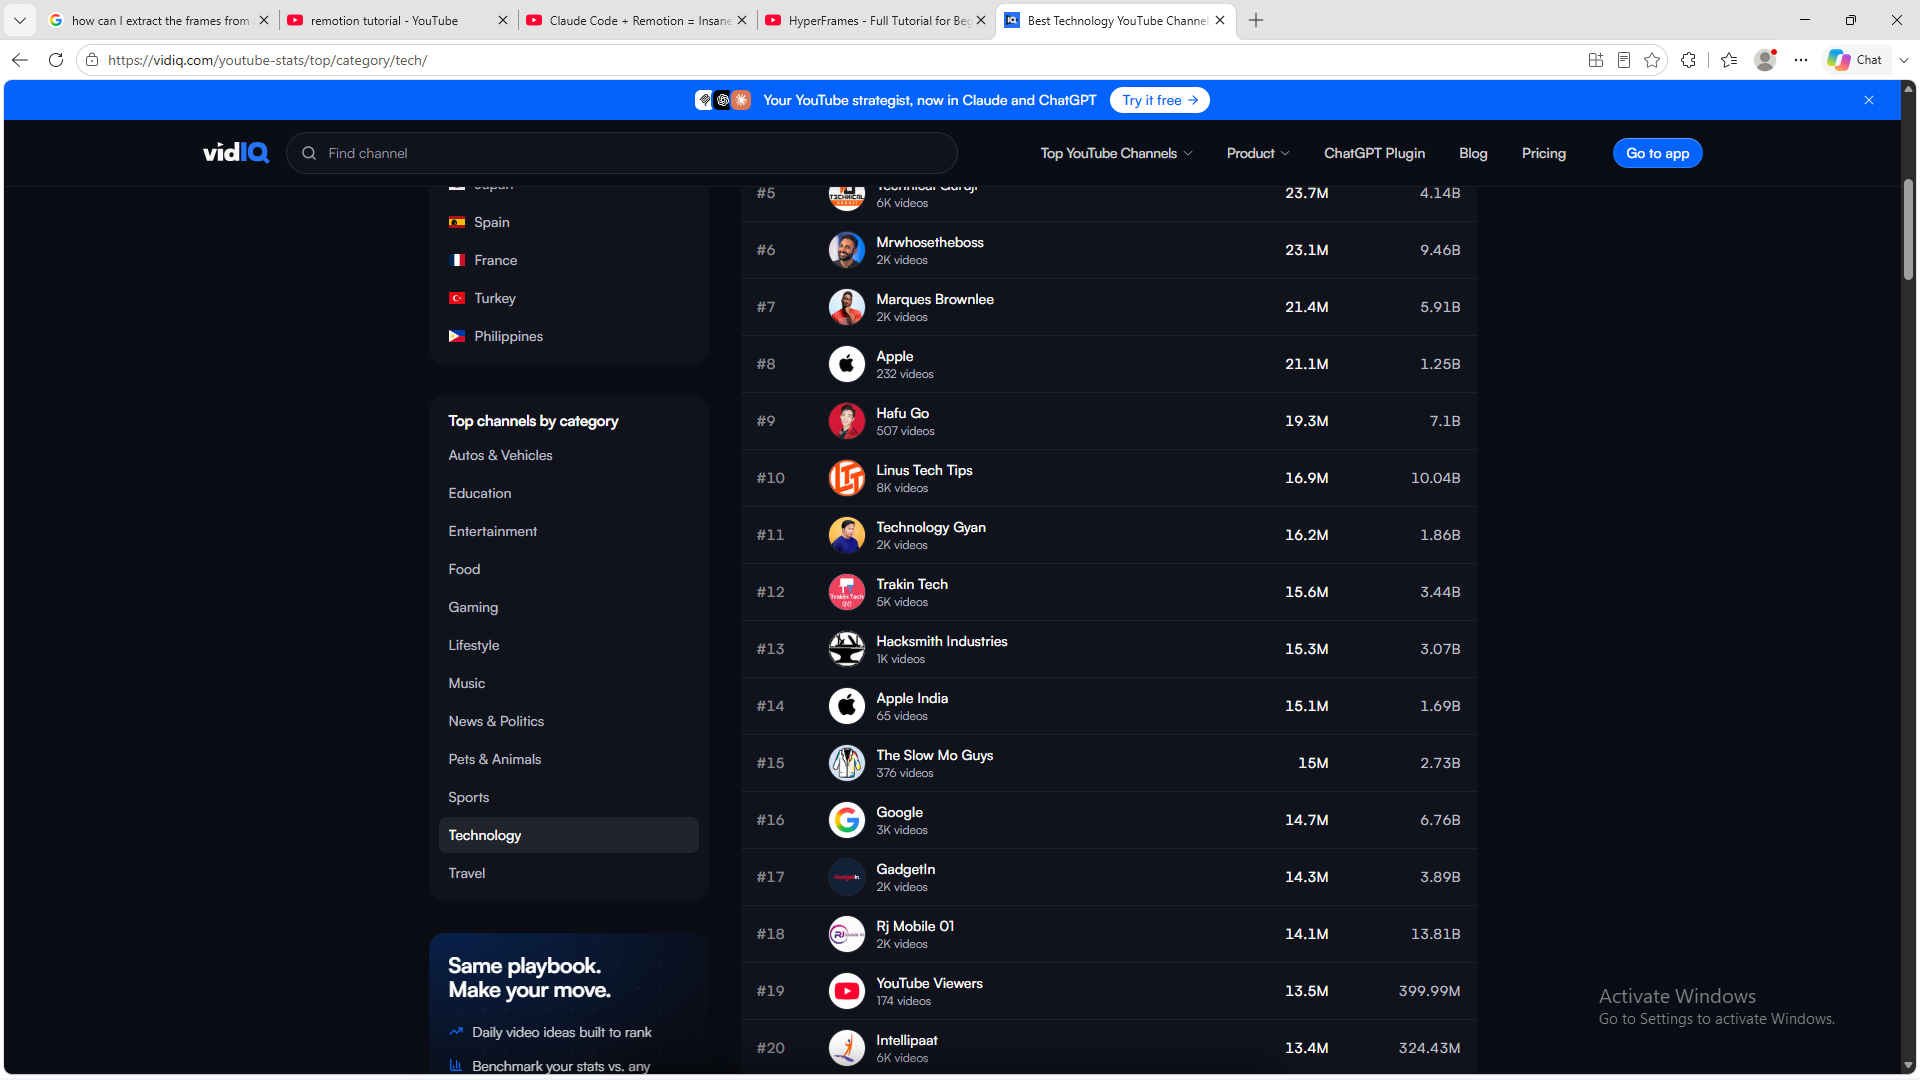 how can I extract the frames from
remotion tutorial - YouTube
Claude Code + Remotion = Insane
HyperFrames - Full Tutorial for Beg
Best Technology YouTube Channel
https://vidiq.com/youtube-stats/top/category/tech/
Chat
Your YouTube strategist, now in Claude and ChatGPT
Try it free →
vidIQ
Find channel
Top YouTube Channels
Product
ChatGPT Plugin
Blog
Pricing
Go to app
Japan
Spain
France
Turkey
Philippines
Top channels by category
Autos & Vehicles
Education
Entertainment
Food
Gaming
Lifestyle
Music
News & Politics
Pets & Animals
Sports
Technology
Travel
Same playbook.
Make your move.
Daily video ideas built to rank
Benchmark your stats vs. any
#5 Technical Guruji 23.7M 4.14B
6K videos
#6 Mrwhosetheboss 23.1M 9.46B
2K videos
#7 Marques Brownlee 21.4M 5.91B
2K videos
#8 Apple 21.1M 1.25B
232 videos
#9 Hafu Go 19.3M 7.1B
507 videos
#10 Linus Tech Tips 16.9M 10.04B
8K videos
#11 Technology Gyan 16.2M 1.86B
2K videos
#12 Trakin Tech 15.6M 3.44B
5K videos
#13 Hacksmith Industries 15.3M 3.07B
1K videos
#14 Apple India 15.1M 1.69B
65 videos
#15 The Slow Mo Guys 15M 2.73B
376 videos
#16 Google 14.7M 6.76B
3K videos
#17 GadgetIn 14.3M 3.89B
2K videos
#18 Rj Mobile 01 14.1M 13.81B
2K videos
#19 YouTube Viewers 13.5M 399.99M
174 videos
#20 Intellipaat 13.4M 324.43M
6K videos
Activate Windows
Go to Settings to activate Windows.